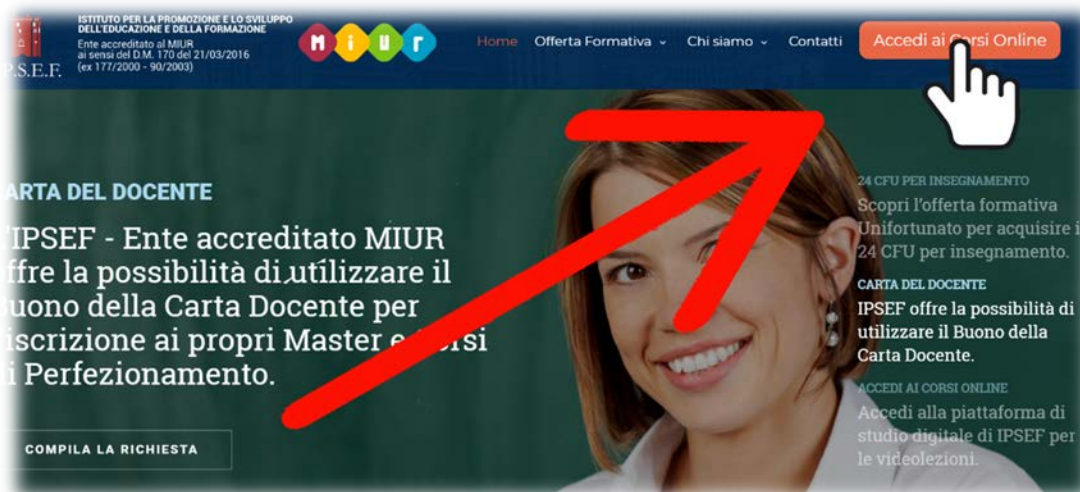 ISTITUTO PER LA PROMOZIONE E LO SVILUPPO
DELL'EDUCAZIONE E DELLA FORMAZIONE
Ente accreditato al MIUR
ai sensi del D.M. 170 del 21/03/2016
(ex 177/2000 - 90/2003)
P.S.E.F.
MiUr
Home
Offerta Formativa
Chi siamo
Contatti
Accedi ai Corsi Online
ARTA DEL DOCENTE
'IPSEF - Ente accreditato MIUR
ffre la possibilità di utilizzare il
uono della Carta Docente per
iscrizione ai propri Master e Corsi
i Perfezionamento.
COMPILA LA RICHIESTA
24 CFU PER INSEGNAMENTO
Scopri l'offerta formativa
Unifortunato per acquisire i
24 CFU per insegnamento.
CARTA DEL DOCENTE
IPSEF offre la possibilità di
utilizzare il Buono della
Carta Docente.
ACCEDI AI CORSI ONLINE
Accedi alla piattaforma di
studio digitale di IPSEF per
le videolezioni.